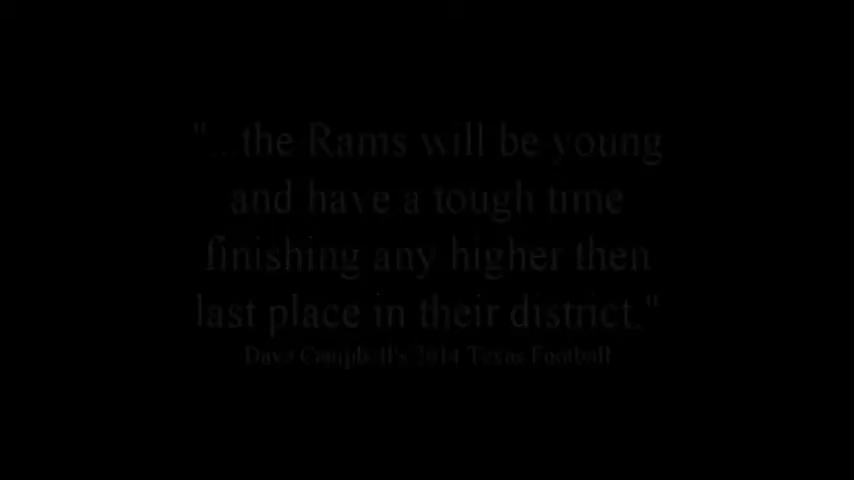 "...the Rams will be young
and have a tough time
finishing any higher then
last place in their district."
Dave Campbell's 2014 Texas Football